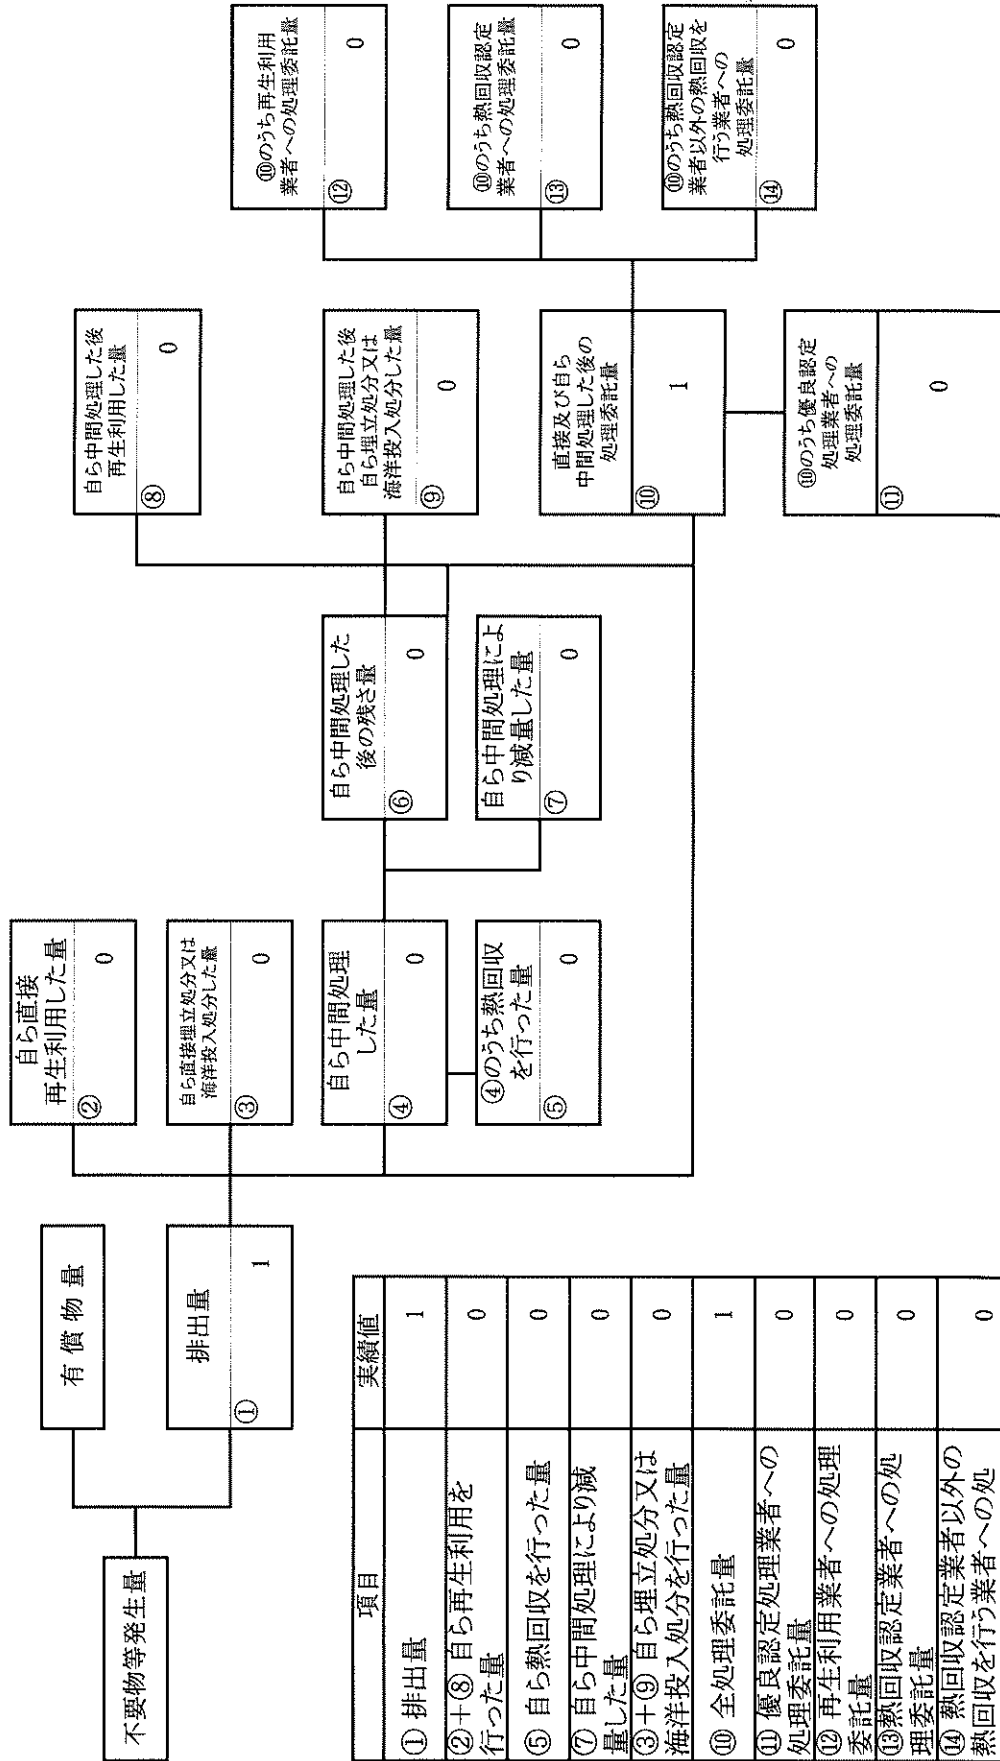 不要物等発生量
有償物量
排出量
①
1
自ら直接
再生利用した量
②
0
自ら直接埋立処分又は
海洋投入処分した量
③
0
自ら中間処理
した量
④
0
④のうち熱回収
を行った量
⑤
0
自ら中間処理した
後の残さ量
⑥
0
自ら中間処理によ
り減量した量
⑦
0
自ら中間処理した後
再生利用した量
⑧
0
自ら中間処理した後
自ら埋立処分又は
海洋投入処分した量
⑨
0
直接及び自ら
中間処理した後の
処理委託量
⑩
1
⑩のうち優良認定
処理業者への
処理委託量
⑪
0
⑩のうち再生利用
業者への処理委託量
⑫
0
⑩のうち熱回収認定
業者への処理委託量
⑬
0
⑩のうち熱回収認定
業者以外の熱回収を
行う業者への
処理委託量
⑭
0
項目 実績値
① 排出量 1
②+⑧ 自ら再生利用を
行った量 0
⑤ 自ら熱回収を行った量 0
⑦ 自ら中間処理により減
量した量 0
③+⑨ 自ら埋立処分又は
海洋投入処分を行った量 0
⑩ 全処理委託量 1
⑪ 優良認定処理業者への
処理委託量 0
⑫ 再生利用業者への処理
委託量 0
⑬熱回収認定業者への処
理委託量 0
⑭ 熱回収認定業者以外の
熱回収を行う業者への処 0